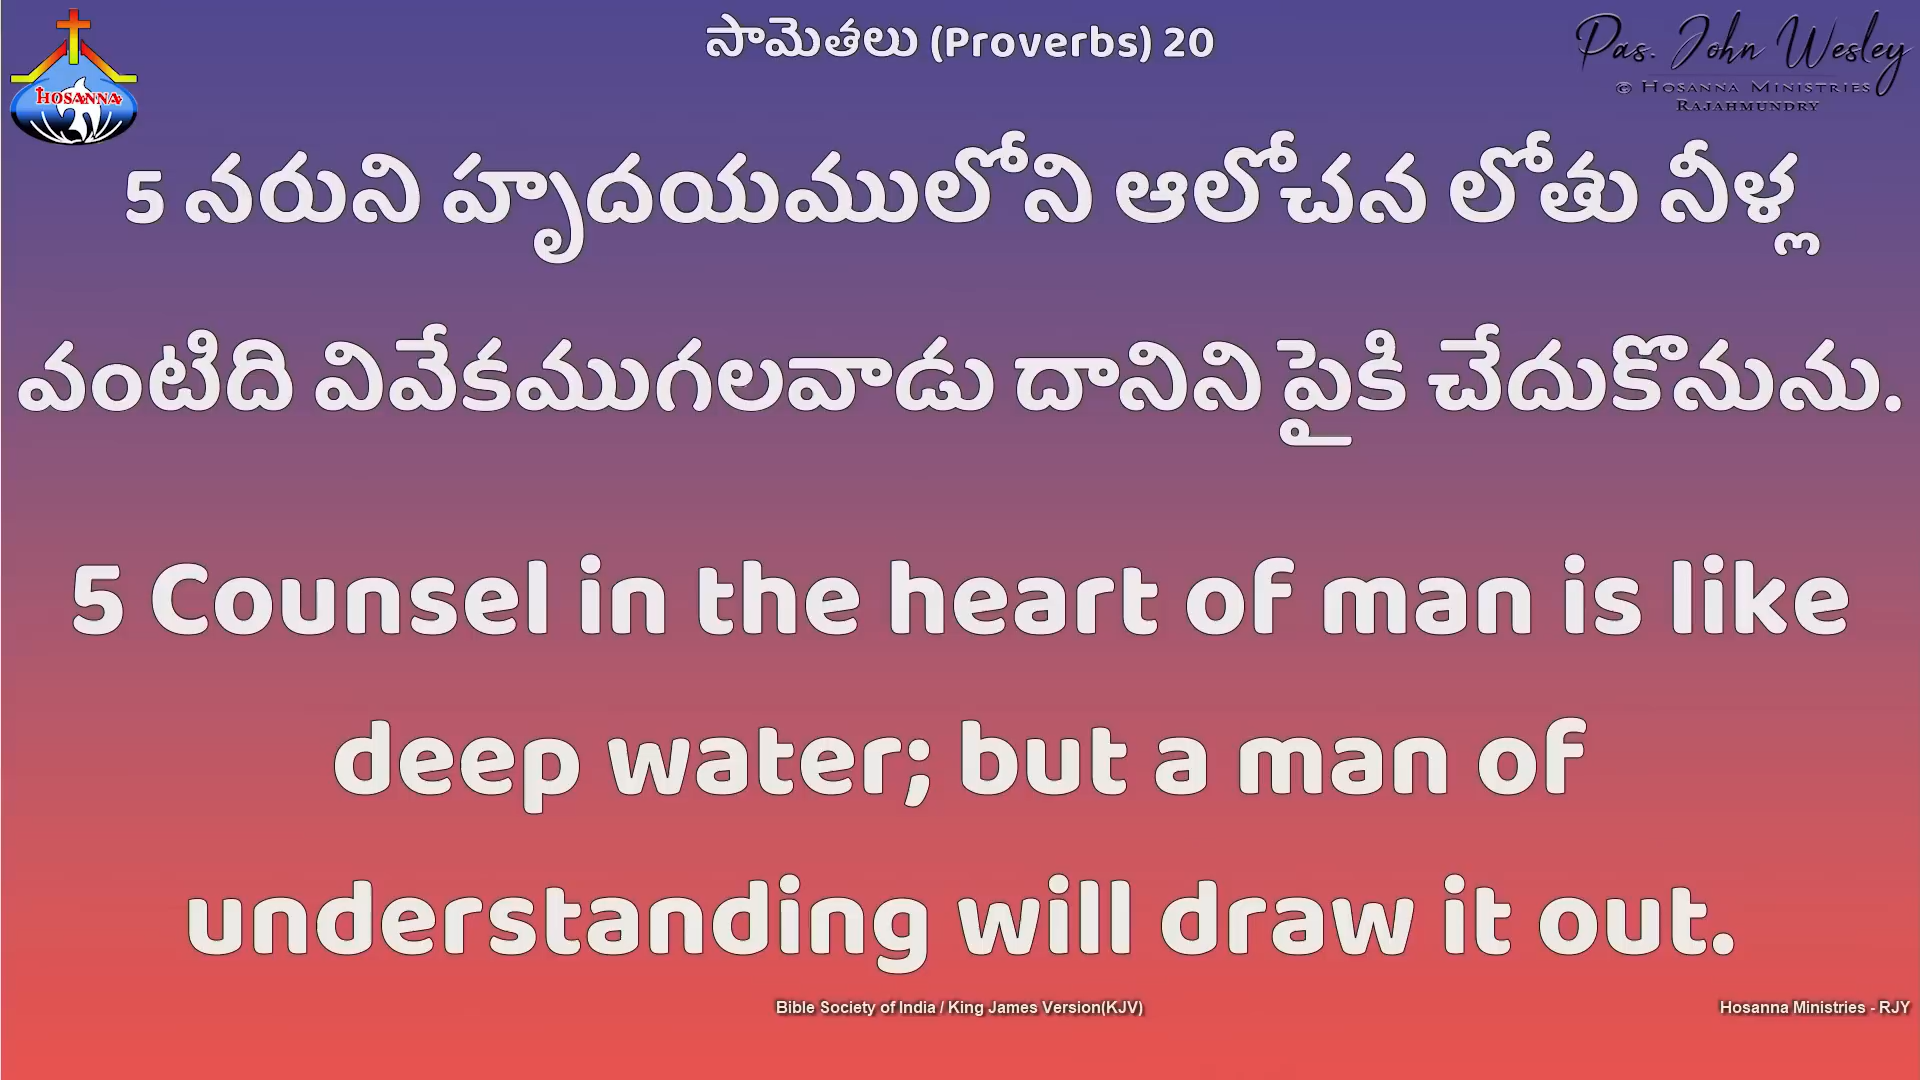 సామెతలు (Proverbs) 20
Pas. John Wesley
© HOSANNA MINISTRIES
RAJAHMUNDRY
HOSANNA
5 నరుని హృదయములోని ఆలోచన లోతు నీళ్ల
వంటిది వివేకముగలవాడు దానిని పైకి చేదుకొనును.
5 Counsel in the heart of man is like
deep water; but a man of
understanding will draw it out.
Bible Society of India / King James Version(KJV)
Hosanna Ministries - RJY